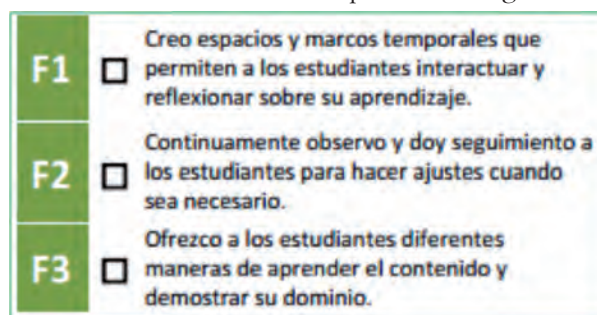 F1
Creo espacios y marcos temporales que
permiten a los estudiantes interactuar y
reflexionar sobre su aprendizaje.
F2
Continuamente observo y doy seguimiento a
los estudiantes para hacer ajustes cuando
sea necesario.
F3
Ofrezco a los estudiantes diferentes
maneras de aprender el contenido y
demostrar su dominio.